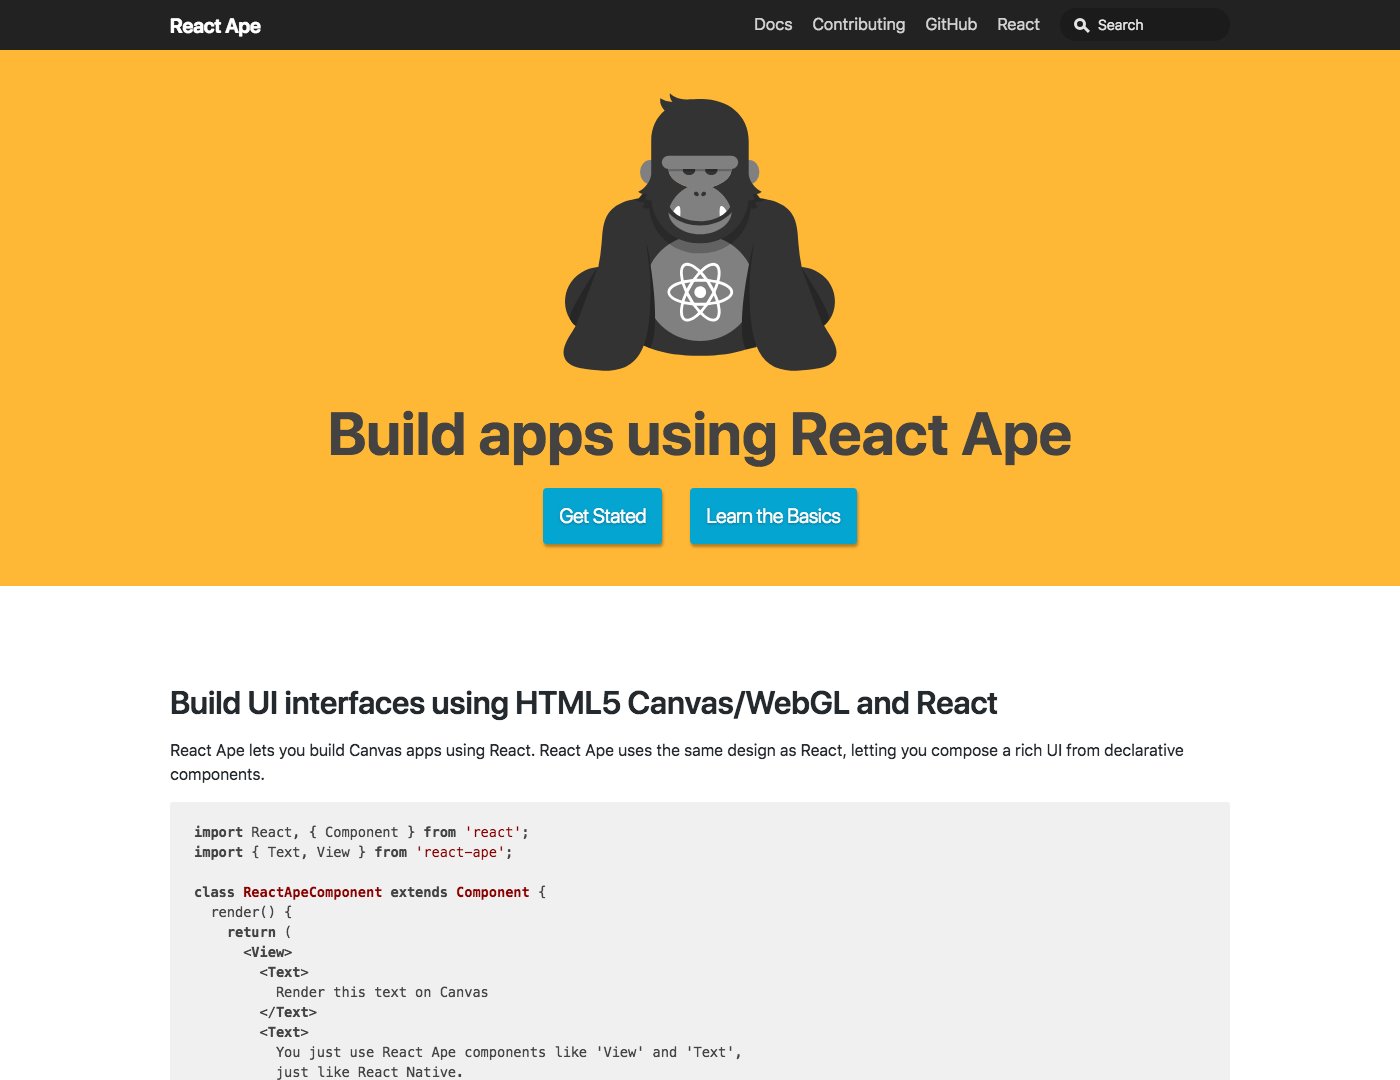 React Ape
Docs Contributing GitHub React Search
Build apps using React Ape
Get Stated Learn the Basics
Build UI interfaces using HTML5 Canvas/WebGL and React
React Ape lets you build Canvas apps using React. React Ape uses the same design as React, letting you compose a rich UI from declarative
components.
import React, { Component } from 'react';
import { Text, View } from 'react-ape';
class ReactApeComponent extends Component {
render() {
return (
<View>
<Text>
Render this text on Canvas
</Text>
<Text>
You just use React Ape components like 'View' and 'Text',
just like React Native.